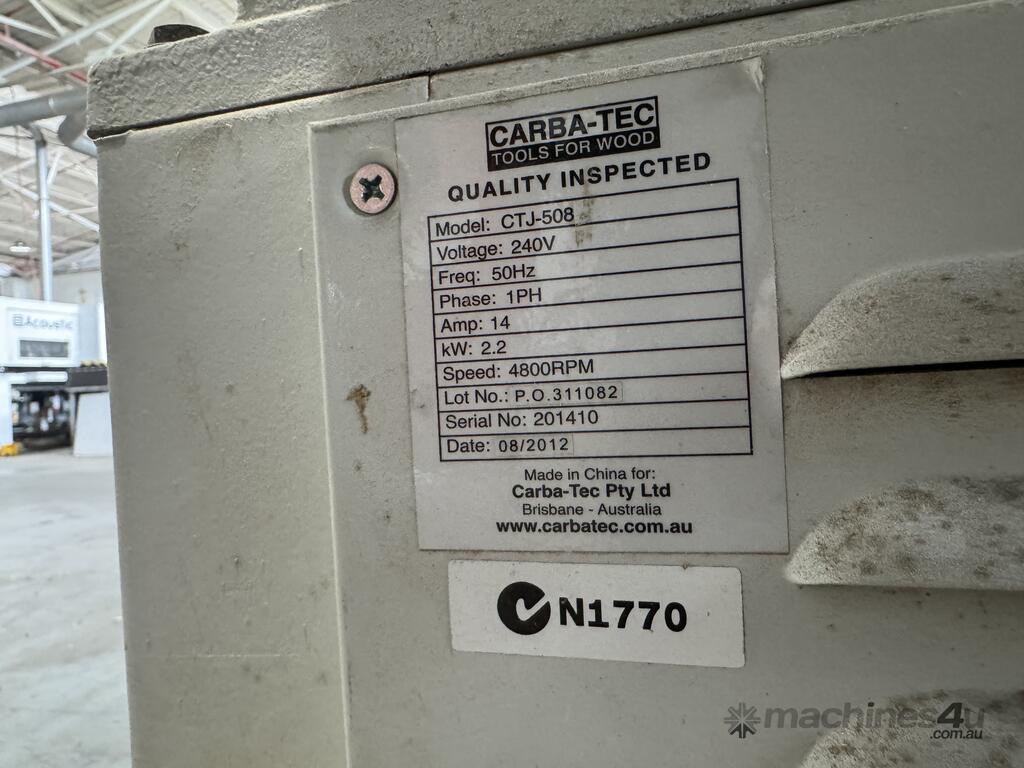 CARBA-TEC
TOOLS FOR WOOD
QUALITY INSPECTED
Model: CTJ-508
Voltage: 240V
Freq: 50Hz
Phase: 1PH
Amp: 14
kW: 2.2
Speed: 4800RPM
Lot No.: P.O.311082
Serial No: 201410
Date: 08/2012
Made in China for:
Carba-Tec Pty Ltd
Brisbane - Australia
www.carbatec.com.au
N1770
Acoustic
machines4u
.com.au